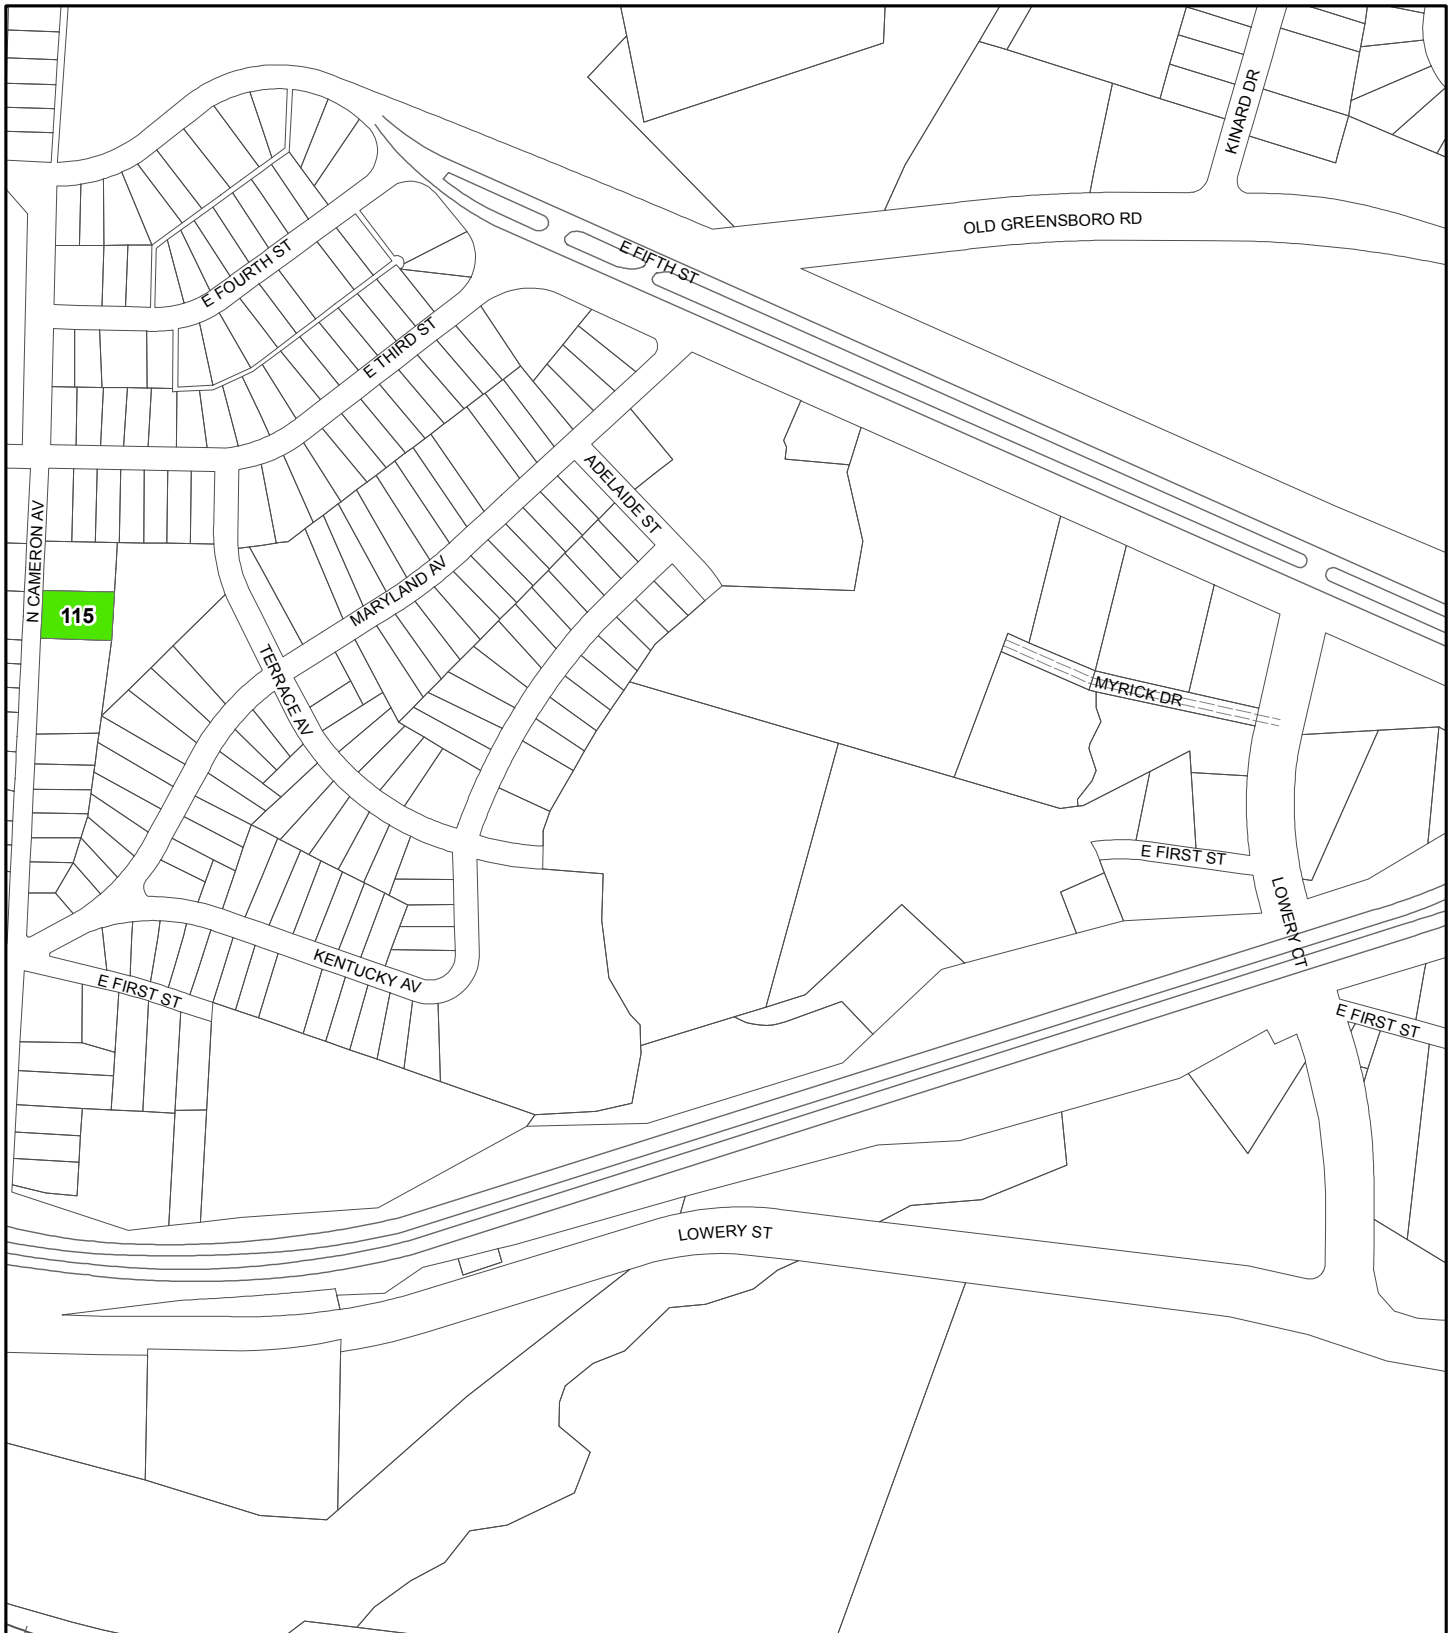 KINARD DR
OLD GREENSBORO RD
E FIFTH ST
E FOURTH ST
E THIRD ST
ADELAIDE ST
N CAMERON AV
115
MARYLAND AV
TERRACE AV
MYRICK DR
E FIRST ST
LOWERY CT
KENTUCKY AV
E FIRST ST
E FIRST ST
LOWERY ST